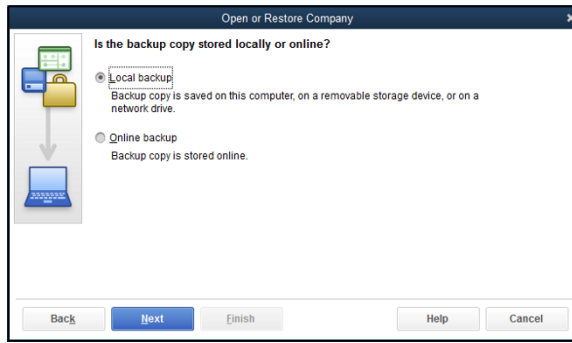 Open or Restore Company
Is the backup copy stored locally or online?
Local backup
Backup copy is saved on this computer, on a removable storage device, or on a
network drive.
Online backup
Backup copy is stored online.
Back Next Finish Help Cancel